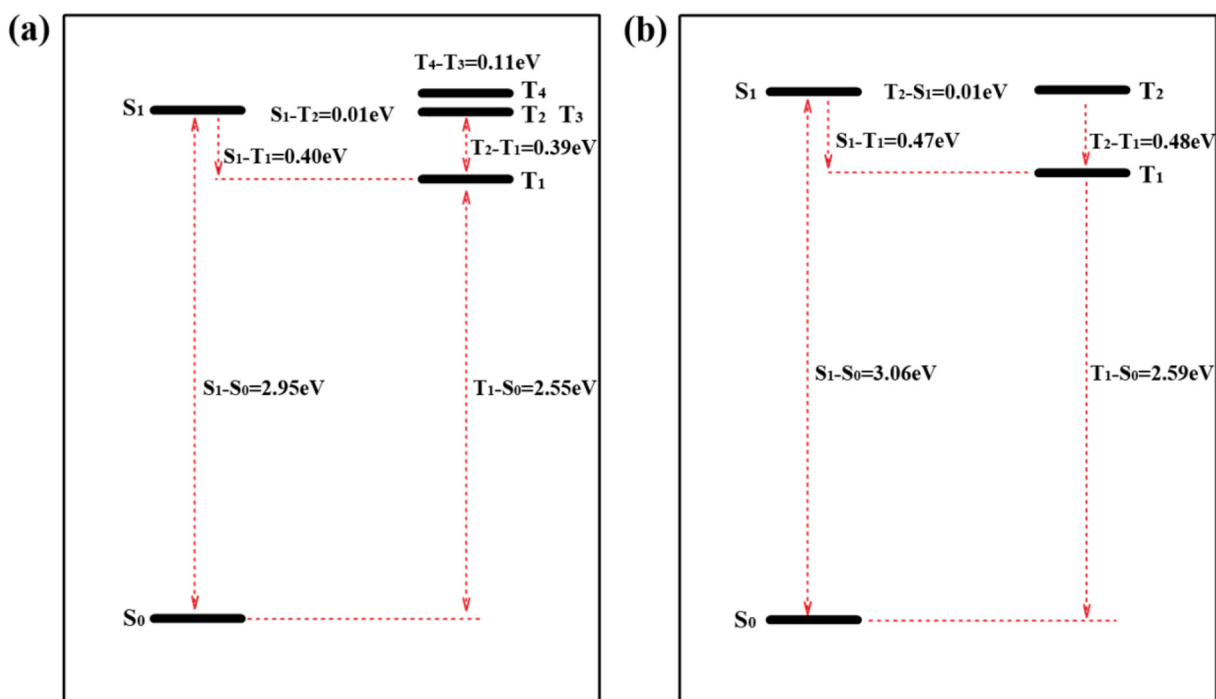 (a)
T₄-T₃=0.11eV
T₄
S₁
S₁-T₂=0.01eV
T₂ T₃
S₁-T₁=0.40eV
T₂-T₁=0.39eV
T₁
S₁-S₀=2.95eV
T₁-S₀=2.55eV
S₀
(b)
S₁
T₂-S₁=0.01eV
T₂
S₁-T₁=0.47eV
T₂-T₁=0.48eV
T₁
S₁-S₀=3.06eV
T₁-S₀=2.59eV
S₀